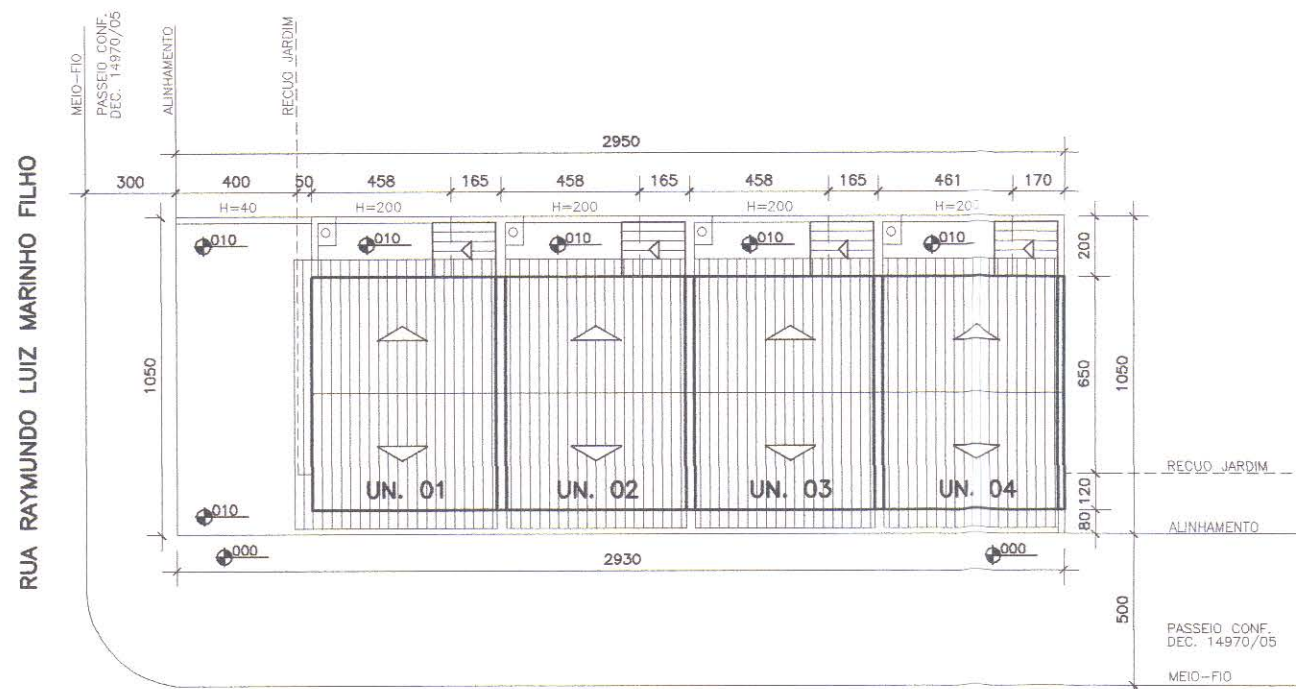 MEIO-FIO
PASSEIO CONF.
DEC. 14970/05
ALINHAMENTO
RECUO JARDIM
RUA RAYMUNDO LUIZ MARINHO FILHO
2950
300 400 50 458 165 458 165 458 165 461 170
H=40 H=200 H=200 H=200
010 010 010 010 010
200
1050
650
1050
UN. 01 UN. 02 UN. 03 UN. 04
RECUO JARDIM
120
010
80
ALINHAMENTO
000 000
2930
500
PASSEIO CONF.
DEC. 14970/05
MEIO-FIO